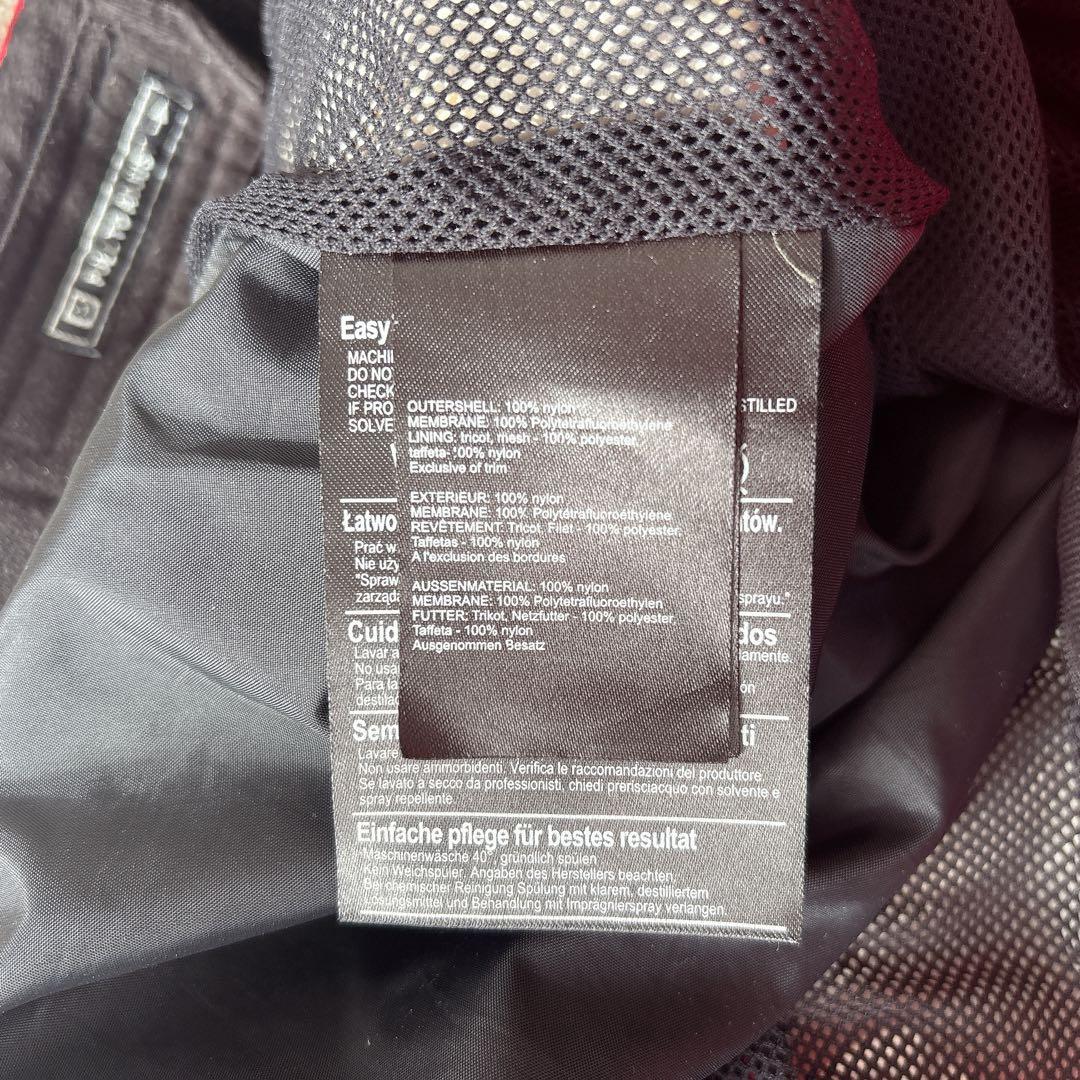 Easy
MACHI
DO NO
CHECK
IF PRO
STILLED
SOLVE
OUTERSHELL: 100% nylon
MEMBRANE: 100% Polytetrafluoroethylene
LINING: tricot, mesh - 100% polyester,
taffeta- 100% nylon
Exclusive of trim
EXTERIEUR: 100% nylon
MEMBRANE: 100% Polytétrafluoroéthylène
REVÊTEMENT: Tricot, Filet - 100% polyester,
Taffetas - 100% nylon
A l'exclusion des bordures
AUSSENMATERIAL: 100% nylon
MEMBRANE: 100% Polytetrafluoroethylen
FUTTER: Trikot, Netzfutter - 100% polyester,
Taffeta - 100% nylon
Ausgenommen Besatz
Łatwo
tów.
Prać w
Nie uży
"Spraw
zarząd
sprayu."
Cuid
dos
Lavar a
amente.
No usa
Para la
ón
destila
Sem
ti
Lavare
Non usare ammorbidenti. Verifica le raccomandazioni del produttore
Se lavato a secco da professionisti, chiedi prerisciacquo con solvente e
spray repellente.
Einfache pflege für bestes resultat
Maschinenwäsche 40°, gründlich spülen
Kein Weichspüler, Angaben des Herstellers beachten,
Bei chemischer Reinigung Spülung mit klarem, destilliertem
Lösungsmittel und Behandlung mit Imprägnierspray verlangen.